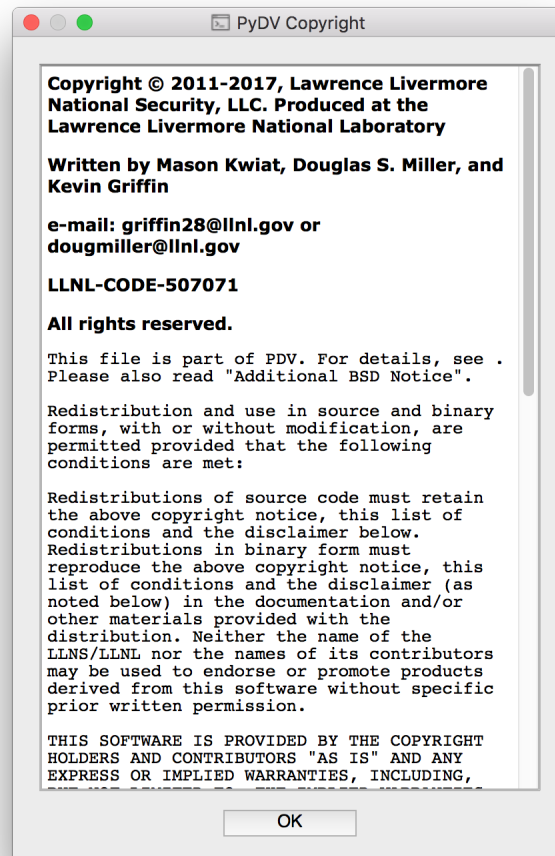 PyDV Copyright
Copyright © 2011-2017, Lawrence Livermore
National Security, LLC. Produced at the
Lawrence Livermore National Laboratory
Written by Mason Kwiat, Douglas S. Miller, and
Kevin Griffin
e-mail: griffin28@llnl.gov or
dougmiller@llnl.gov
LLNL-CODE-507071
All rights reserved.
This file is part of PDV. For details, see .
Please also read "Additional BSD Notice".
Redistribution and use in source and binary
forms, with or without modification, are
permitted provided that the following
conditions are met:
Redistributions of source code must retain
the above copyright notice, this list of
conditions and the disclaimer below.
Redistributions in binary form must
reproduce the above copyright notice, this
list of conditions and the disclaimer (as
noted below) in the documentation and/or
other materials provided with the
distribution. Neither the name of the
LLNS/LLNL nor the names of its contributors
may be used to endorse or promote products
derived from this software without specific
prior written permission.
THIS SOFTWARE IS PROVIDED BY THE COPYRIGHT
HOLDERS AND CONTRIBUTORS "AS IS" AND ANY
EXPRESS OR IMPLIED WARRANTIES, INCLUDING,
OK